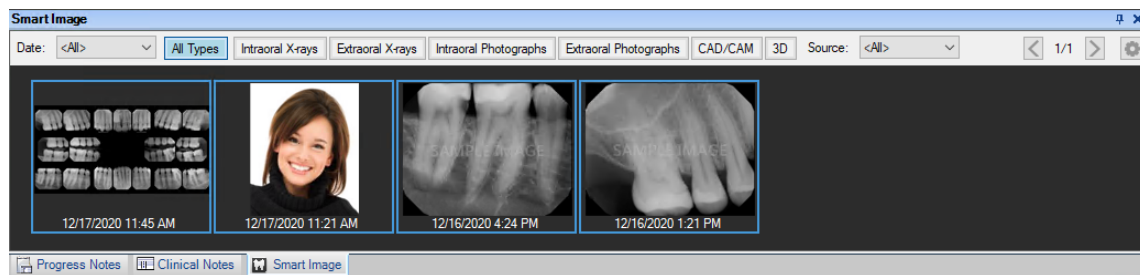 Smart Image
Date: <All> All Types Intraoral X-rays Extraoral X-rays Intraoral Photographs Extraoral Photographs CAD/CAM 3D Source: <All> 1/1
SAMPLE IMAGE SAMPLE IMAGE
12/17/2020 11:45 AM 12/17/2020 11:21 AM 12/16/2020 4:24 PM 12/16/2020 1:21 PM
Progress Notes Clinical Notes Smart Image